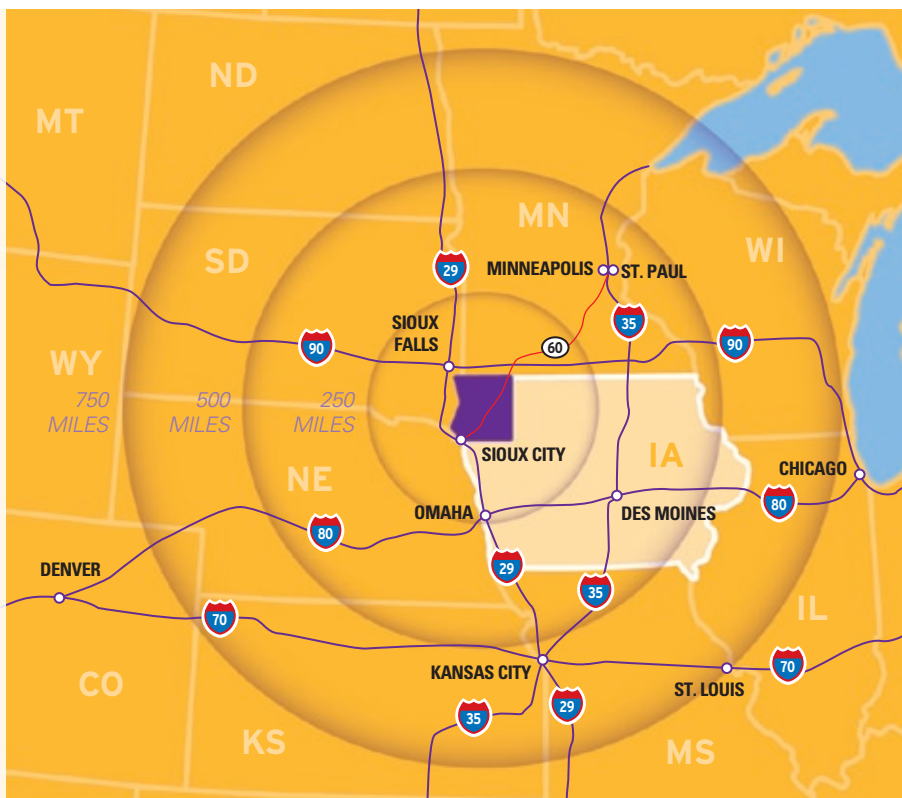 ND
MT
MN
WI
SD
MINNEAPOLIS
ST. PAUL
29
35
SIOUX
FALLS
60
90
90
WY
750
MILES
500
MILES
250
MILES
SIOUX CITY
IA
CHICAGO
NE
OMAHA
DES MOINES
80
80
DENVER
29
35
70
IL
KANSAS CITY
ST. LOUIS
70
CO
35
29
KS
MS